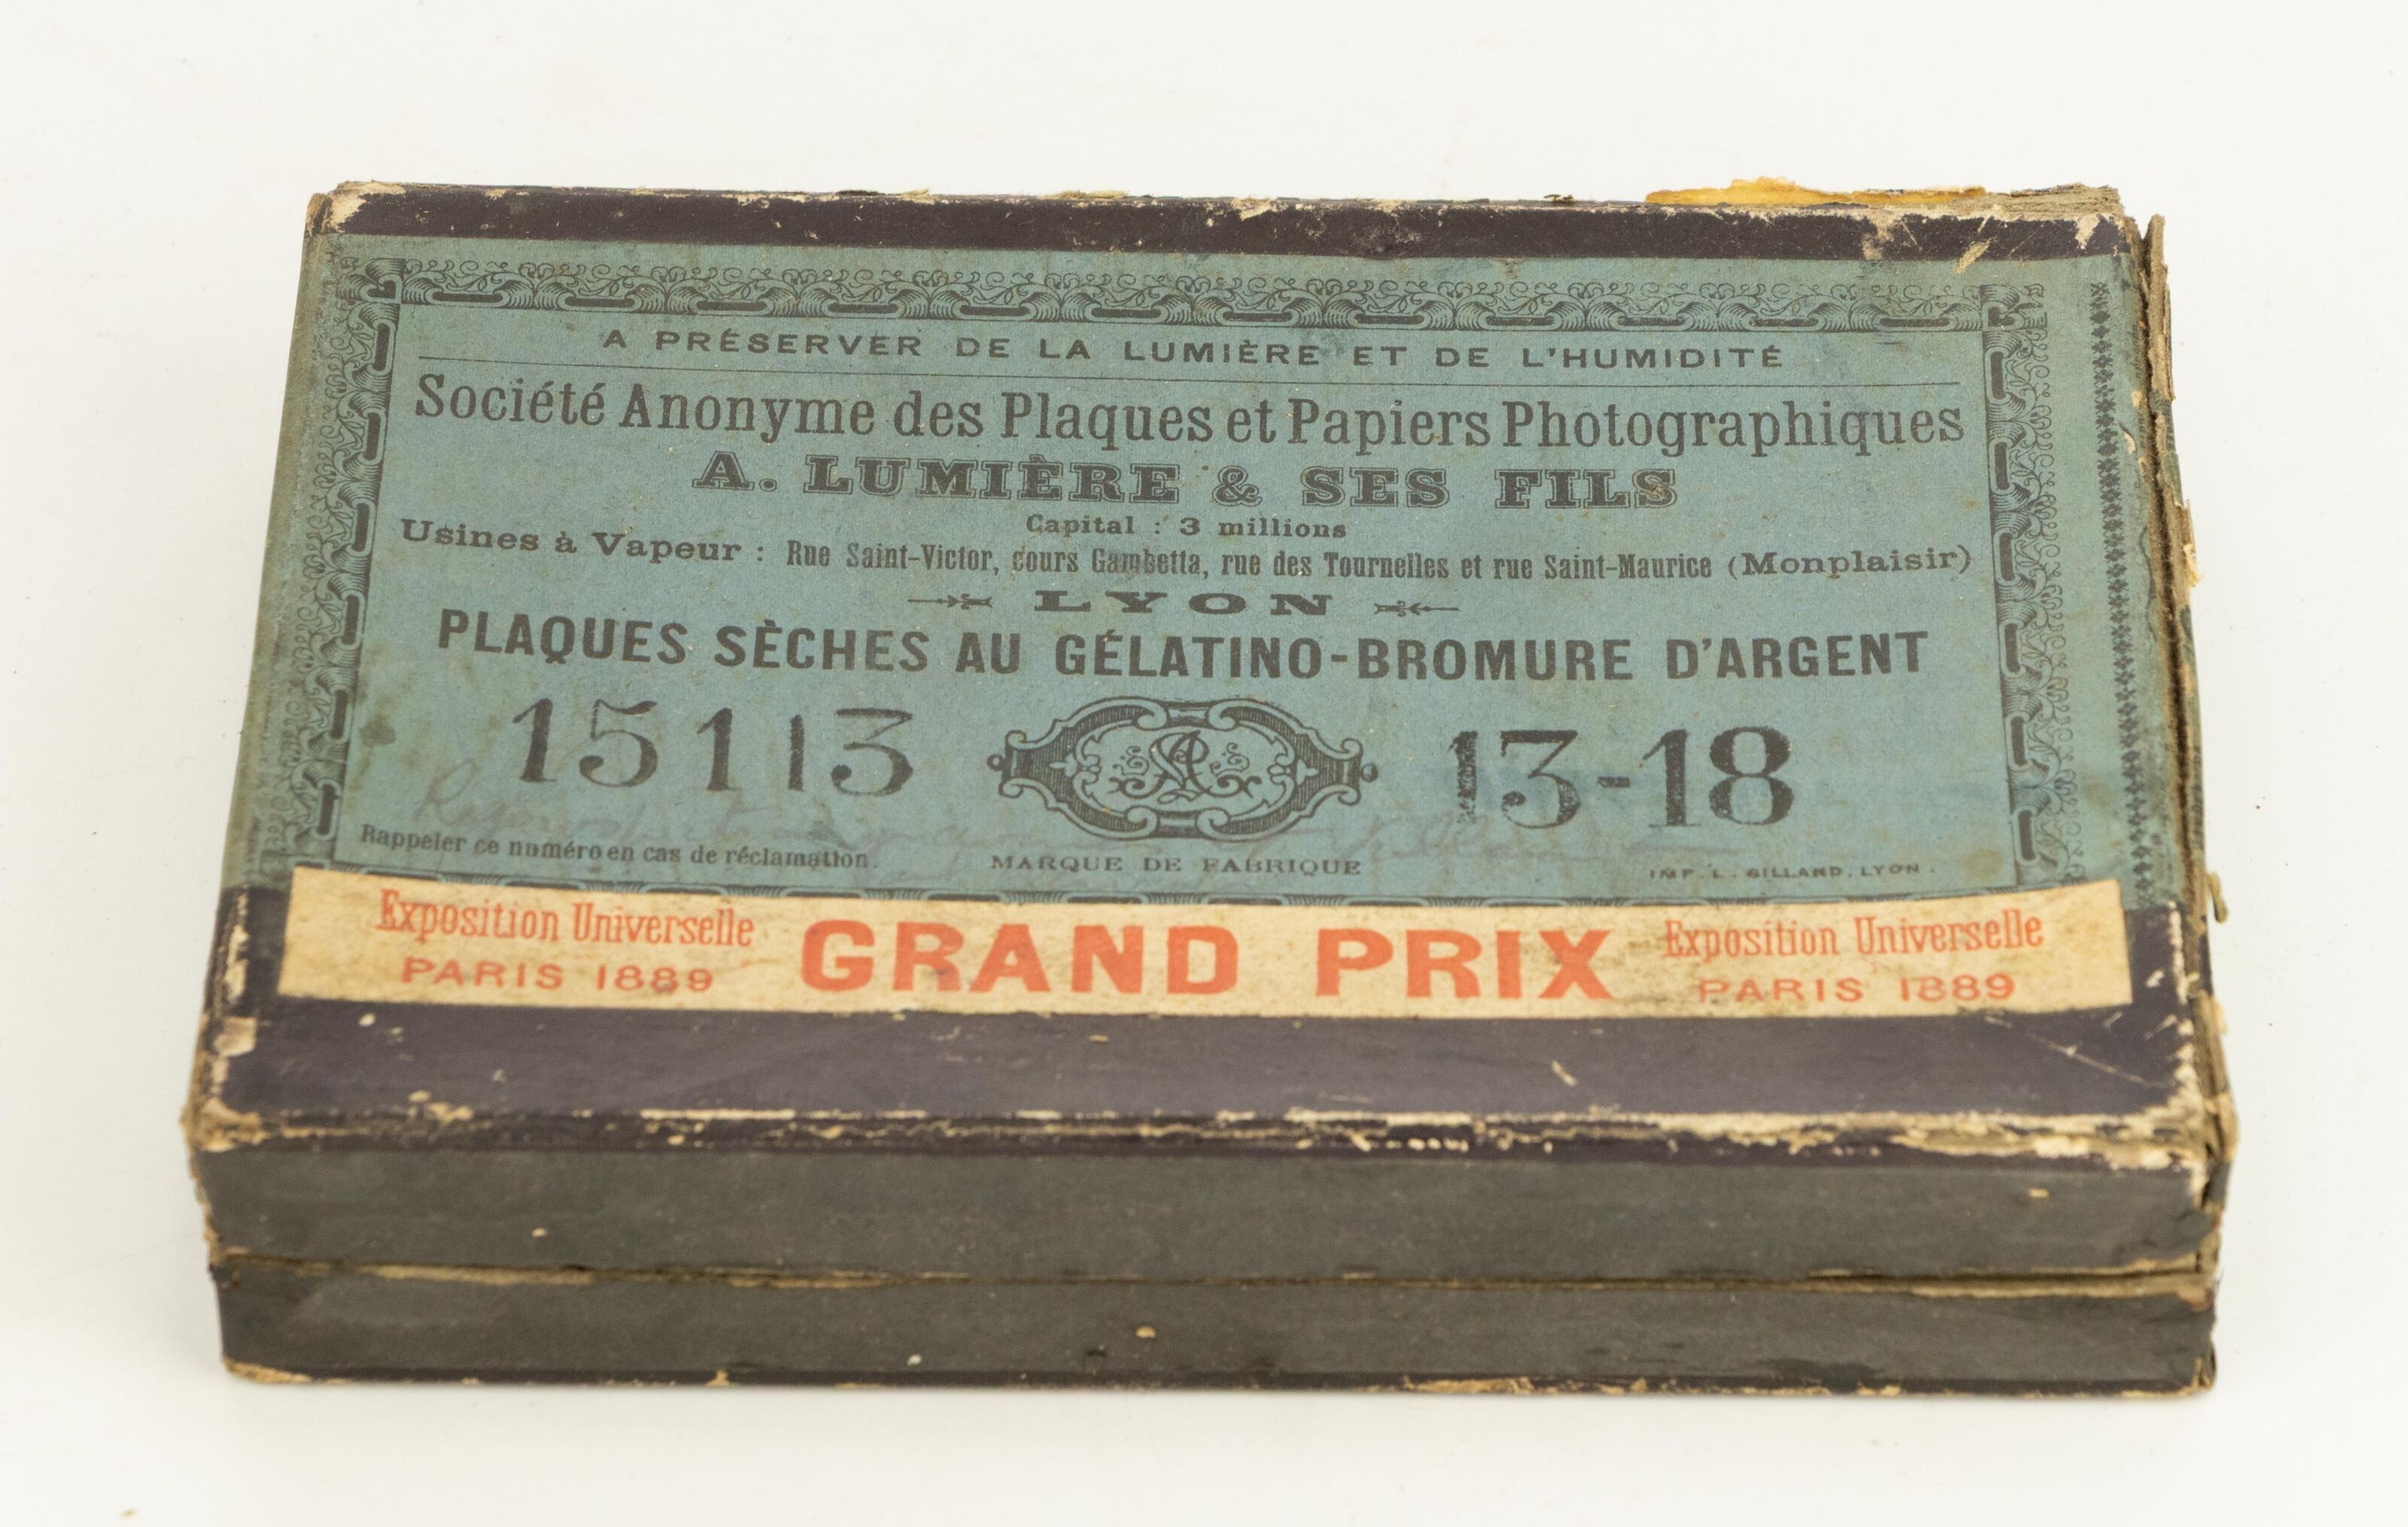 A PRÉSERVER DE LA LUMIÈRE ET DE L'HUMIDITÉ
Société Anonyme des Plaques et Papiers Photographiques
A. LUMIÈRE & SES FILS
Capital : 3 millions
Usines à Vapeur : Rue Saint-Victor, cours Gambetta, rue des Tournelles et rue Saint-Maurice (Monplaisir)
LYON
PLAQUES SÈCHES AU GÉLATINO-BROMURE D'ARGENT
15113 13-18
Rappeler ce numéro en cas de réclamation. MARQUE DE FABRIQUE IMP. L. GILLAND. LYON.
Exposition Universelle GRAND PRIX Exposition Universelle
PARIS 1889 PARIS 1889